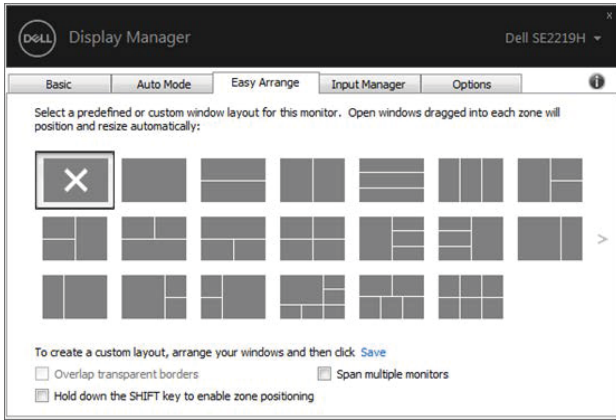 x
DELL Display Manager Dell SE2219H
Basic Auto Mode Easy Arrange Input Manager Options i
Select a predefined or custom window layout for this monitor. Open windows dragged into each zone will
position and resize automatically:
>
To create a custom layout, arrange your windows and then click Save
Overlap transparent borders Span multiple monitors
Hold down the SHIFT key to enable zone positioning